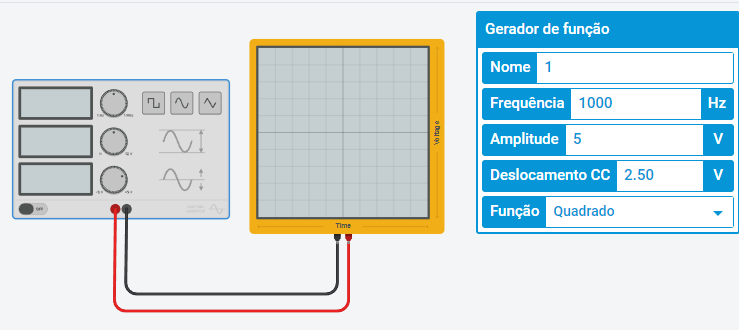 Gerador de função
Nome 1
Frequência 1000 Hz
Amplitude 5 V
Deslocamento CC 2.50 V
Função Quadrado
Voltage
Time
OFF